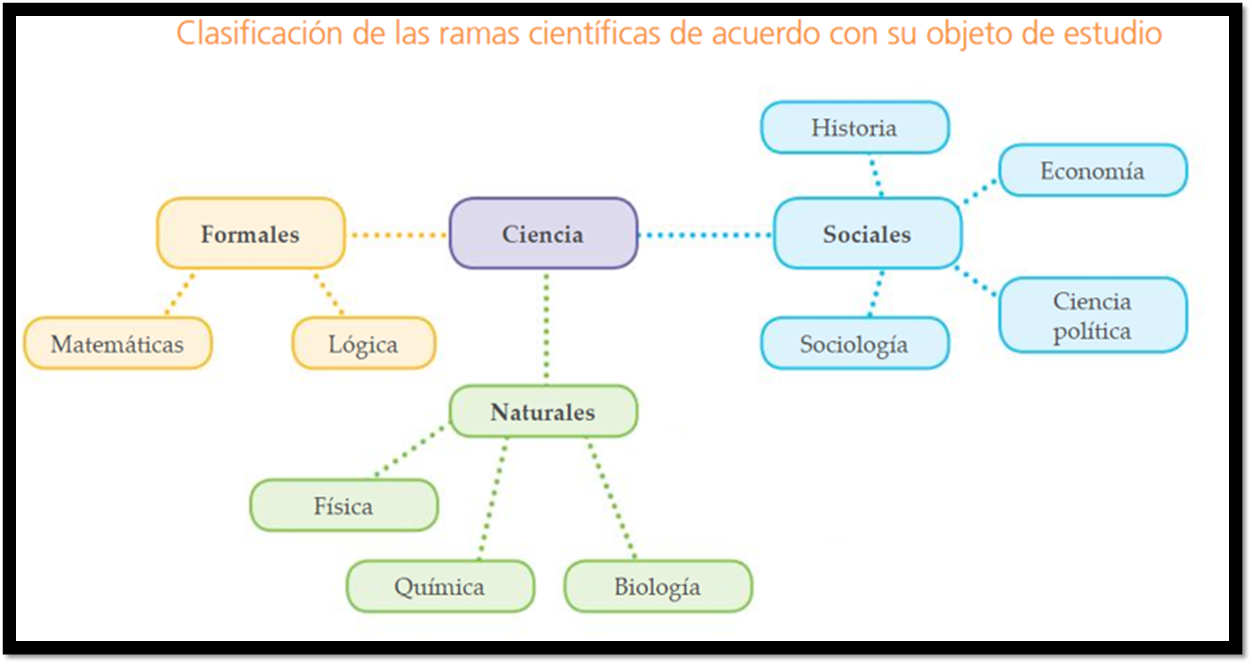 Clasificación de las ramas científicas de acuerdo con su objeto de estudio
Historia
Economía
Formales
Ciencia
Sociales
Ciencia
política
Matemáticas
Lógica
Sociología
Naturales
Física
Química
Biología